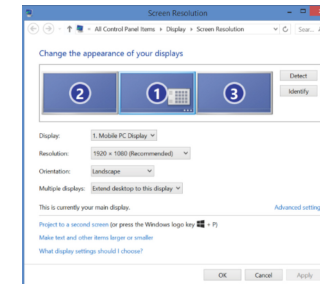 Screen Resolution
« All Control Panel Items ▸ Display ▸ Screen Resolution
Sear...
Change the appearance of your displays
2
1
3
Detect
Identify
Display: 1. Mobile PC Display
Resolution: 1920 × 1080 (Recommended)
Orientation: Landscape
Multiple displays: Extend desktop to this display
This is currently your main display.
Advanced setting
Project to a second screen (or press the Windows logo key + P)
Make text and other items larger or smaller
What display settings should I choose?
OK Cancel Apply